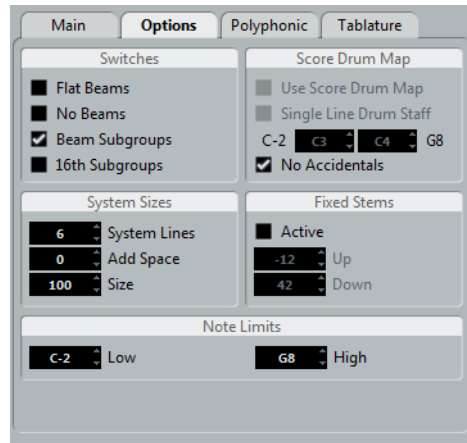 Main Options Polyphonic Tablature
Switches
Flat Beams
No Beams
Beam Subgroups
16th Subgroups
Score Drum Map
Use Score Drum Map
Single Line Drum Staff
C-2 C3 C4 G8
No Accidentals
System Sizes
6 System Lines
0 Add Space
100 Size
Fixed Stems
Active
-12 Up
42 Down
Note Limits
C-2 Low G8 High